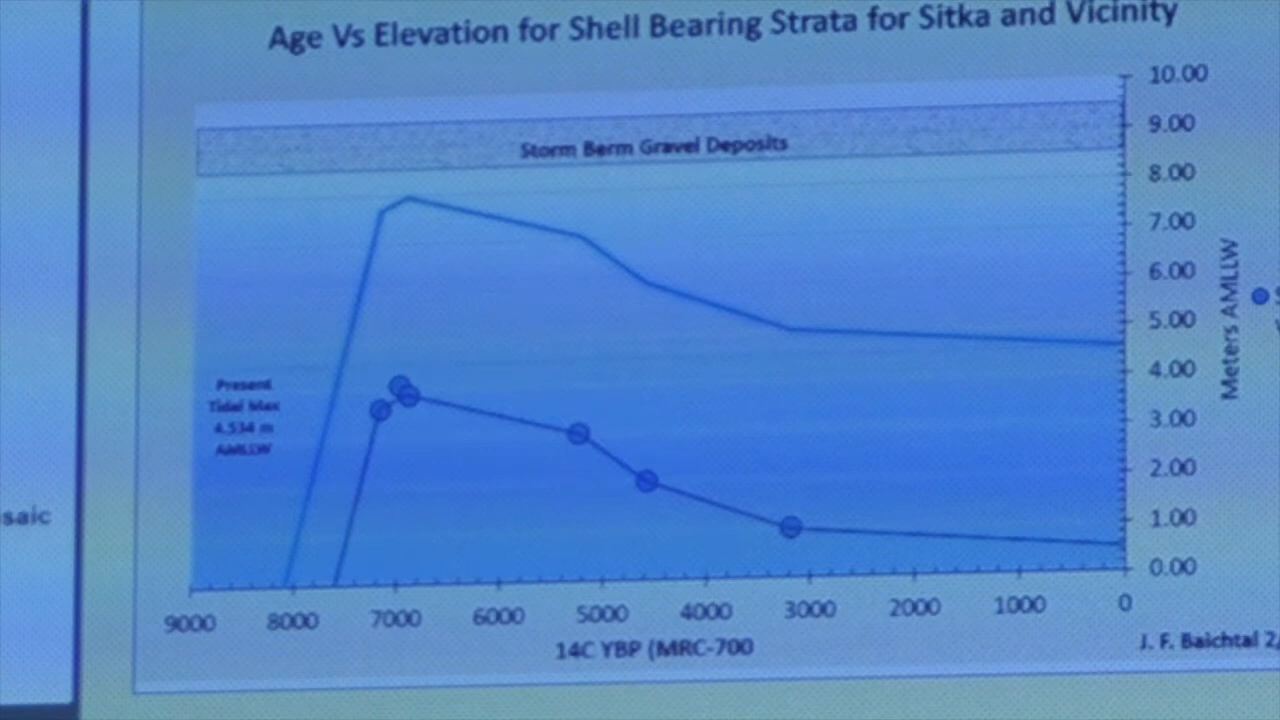 Age Vs Elevation for Shell Bearing Strata for Sitka and Vicinity
10.00
9.00
Storm Berm Gravel Deposits
8.00
7.00
6.00
5.00
Meters AMLLW
4.00
Present
Tidal Max
4.534 m
AMLLW
3.00
2.00
saic
1.00
0.00
9000 8000 7000 6000 5000 4000 3000 2000 1000 0
14C YBP (MRC-700
J. F. Baichtal 2,